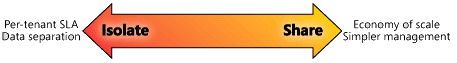 Per-tenant SLA
Data separation
Isolate
Share
Economy of scale
Simpler management